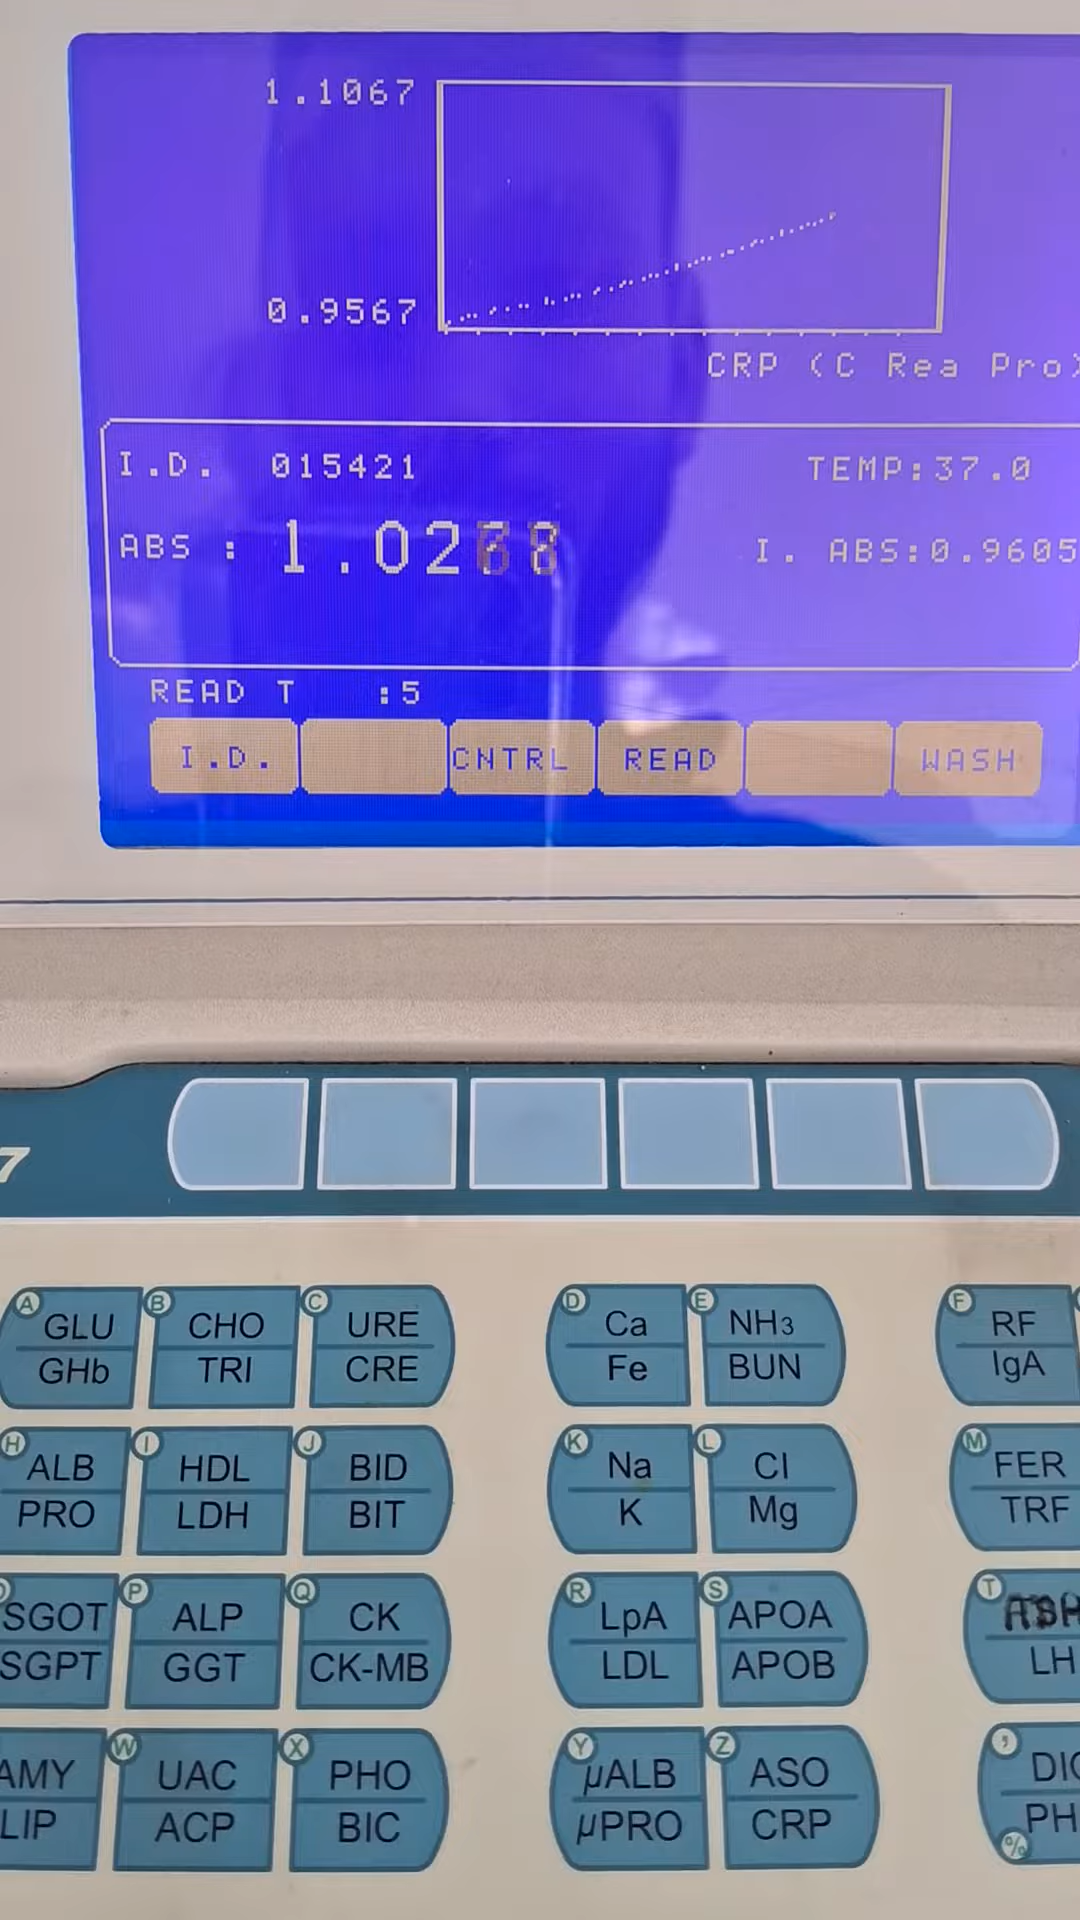 1.1067
0.9567
CRP (C Rea Pro)
I.D. 015421
TEMP:37.0
ABS :
I. ABS:0.9605
READ T :5
I.D.
CNTRL
READ
WASH
7
A
GLU
GHb
B
CHO
TRI
C
URE
CRE
D
Ca
Fe
E
NH3
BUN
F
RF
IgA
H
ALB
PRO
I
HDL
LDH
J
BID
BIT
K
Na
K
L
Cl
Mg
M
FER
TRF
SGOT
SGPT
P
ALP
GGT
Q
CK
CK-MB
R
LpA
LDL
S
APOA
APOB
T
LH
AMY
LIP
W
UAC
ACP
X
PHO
BIC
Y
µALB
µPRO
Z
ASO
CRP
,
DI
PH
%